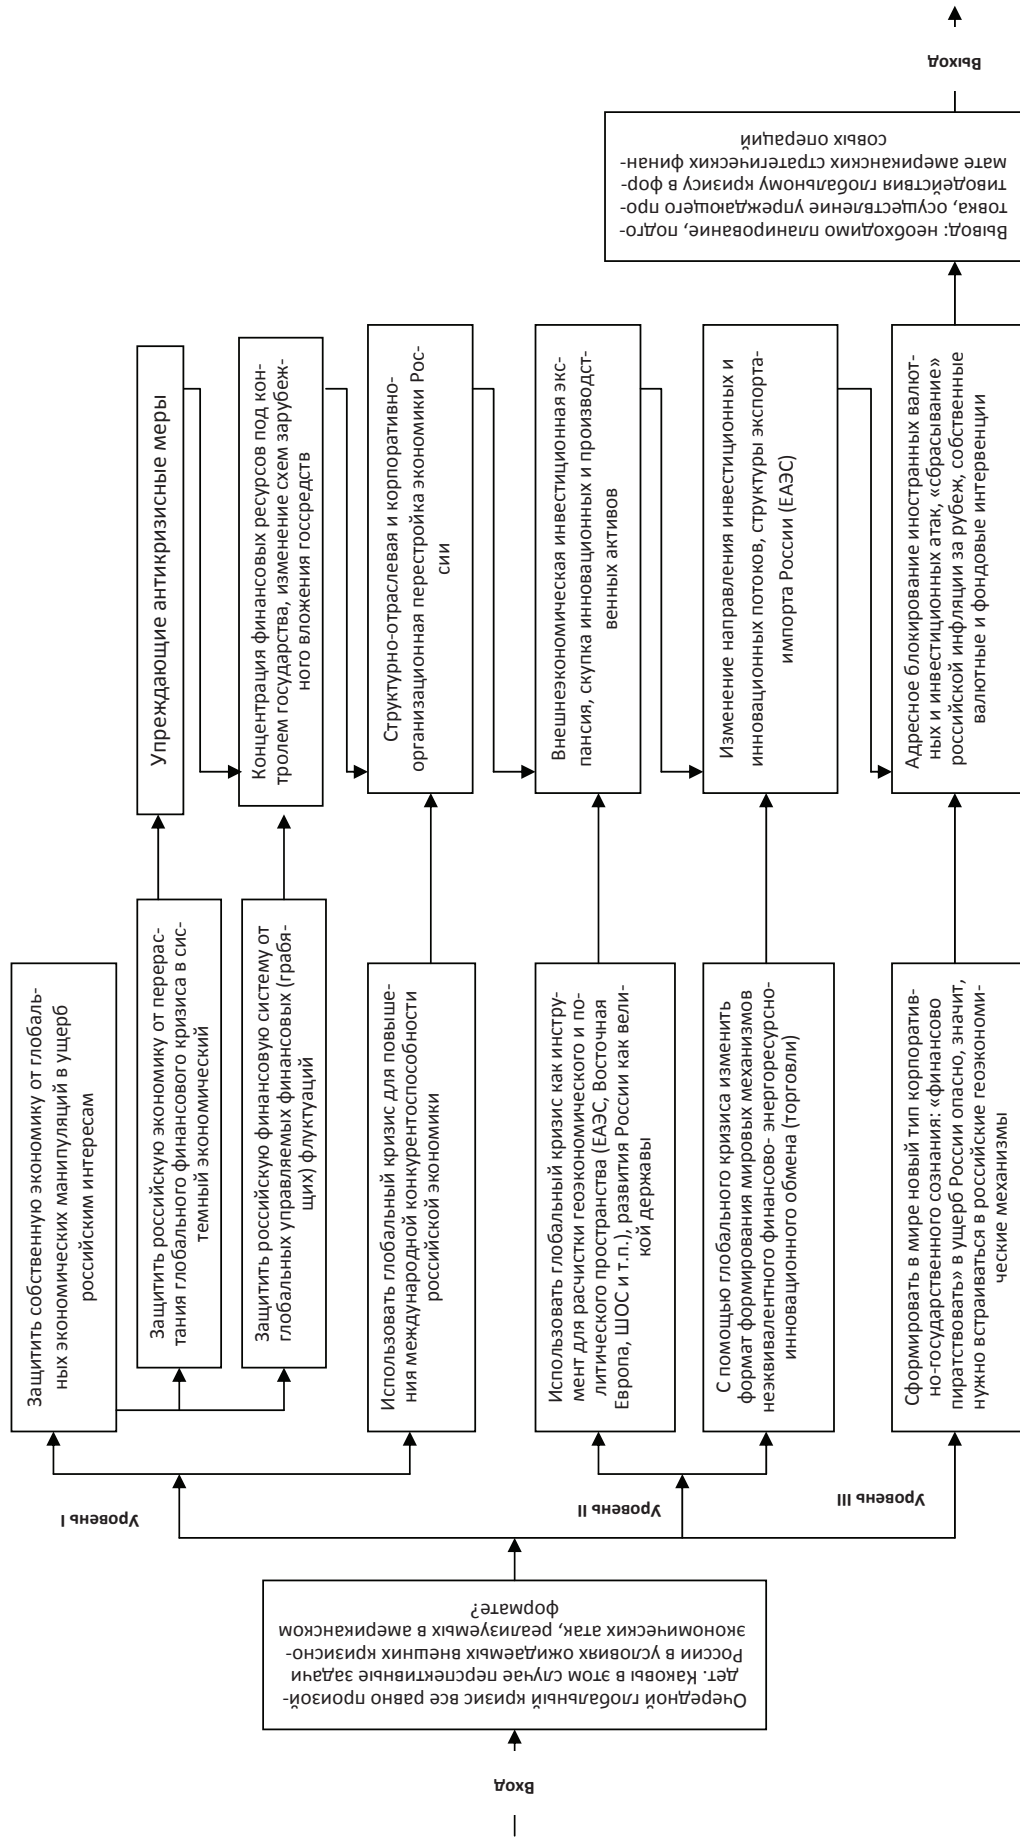 Вход
Очередной глобальный кризис все равно произой-
дет. Каковы в этом случае перспективные задачи
России в условиях ожидаемых внешних кризисно-
экономических атак, реализуемых в американском
формате?
Уровень I
Уровень II
Уровень III
Защитить собственную экономику от глобаль-
ных экономических манипуляций в ущерб
российским интересам
Защитить российскую экономику от перерас-
тания глобального финансового кризиса в сис-
темный экономический
Защитить российскую финансовую систему от
глобальных управляемых финансовых (грабя-
щих) флуктуаций
Использовать глобальный кризис для повыше-
ния международной конкурентоспособности
российской экономики
Использовать глобальный кризис как инстру-
мент для расчистки геоэкономического и по-
литического пространства (ЕАЭС, Восточная
Европа, ШОС и т.п.), развития России как вели-
кой державы
С помощью глобального кризиса изменить
формат формирования мировых механизмов
неэквивалентного финансово- энергоресурсно-
инновационного обмена (торговли)
Сформировать в мире новый тип корпоратив-
но-государственного сознания: «финансово
пиратствовать» в ущерб России опасно, значит,
нужно встраиваться в российские геоэкономи-
ческие механизмы
Упреждающие антикризисные меры
Концентрация финансовых ресурсов под кон-
тролем государства, изменение схем зарубеж-
ного вложения госсредств
Структурно-отраслевая и корпоративно-
организационная перестройка экономики Рос-
сии
Внешнеэкономическая инвестиционная экс-
пансия, скупка инновационных и производст-
венных активов
Изменение направления инвестиционных и
инновационных потоков, структуры экспорта-
импорта России (ЕАЭС)
Адресное блокирование иностранных валют-
ных и инвестиционных атак, «сбрасывание»
российской инфляции за рубеж, собственные
валютные и фондовые интервенции
Вывод: необходимо планирование, подго-
товка, осуществление упреждающего про-
тиводействия глобальному кризису в фор-
мате американских стратегических финан-
совых операций
Выход